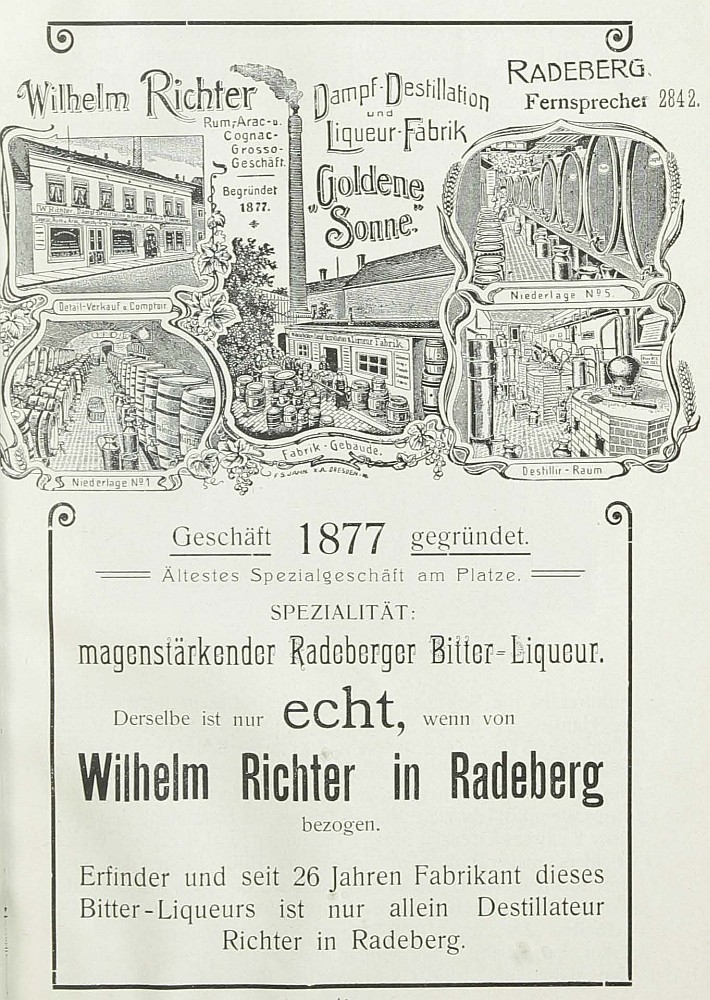 Wilhelm Richter
Rum-, Arac- u.
Cognac-
Grosso-
Geschäft.
Begründet
1877.
Dampf-Destillation
und
Liqueur-Fabrik
"Goldene
Sonne."
RADEBERG.
Fernsprecher 2842.
Detail-Verkauf & Comptoir.
Niederlage No 1
Fabrik-Gebäude.
Niederlage No 5.
Destillir-Raum.
Geschäft 1877 gegründet.
Ältestes Spezialgeschäft am Platze.
SPEZIALITÄT:
magenstärkender Radeberger Bitter-Liqueur.
Derselbe ist nur echt, wenn von
Wilhelm Richter in Radeberg
bezogen.
Erfinder und seit 26 Jahren Fabrikant dieses
Bitter-Liqueurs ist nur allein Destillateur
Richter in Radeberg.